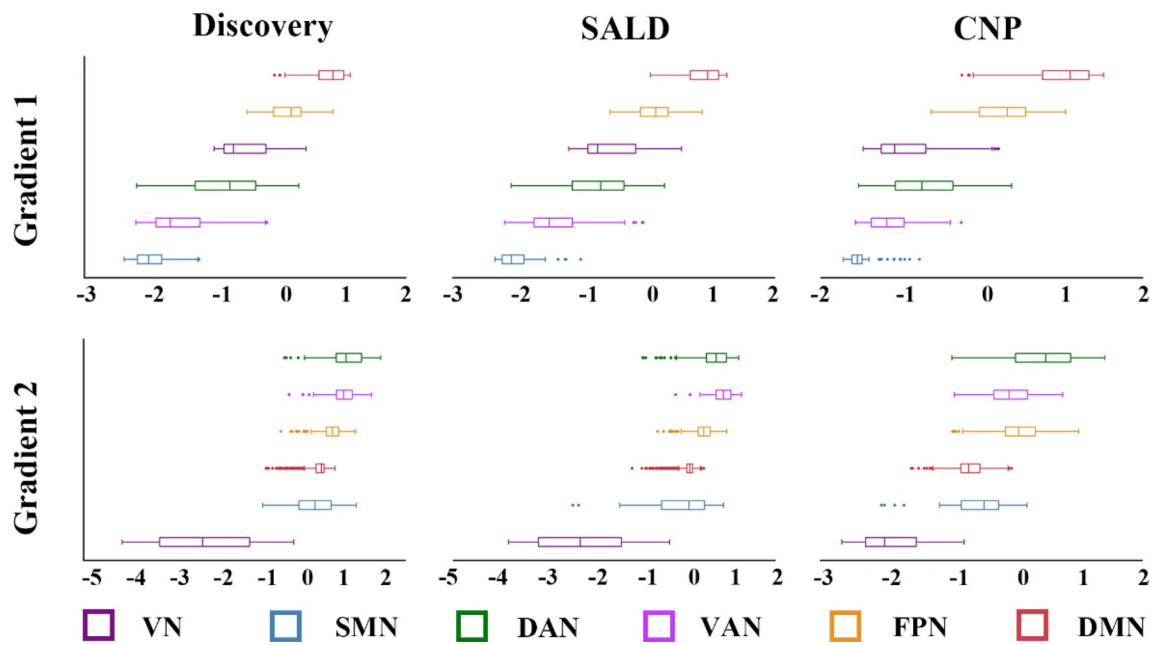 Discovery SALD CNP
Gradient 1
-3 -2 -1 0 1 2 -3 -2 -1 0 1 2 -2 -1 0 1 2
Gradient 2
-5 -4 -3 -2 -1 0 1 2 -5 -4 -3 -2 -1 0 1 2 -3 -2 -1 0 1 2
VN SMN DAN VAN FPN DMN